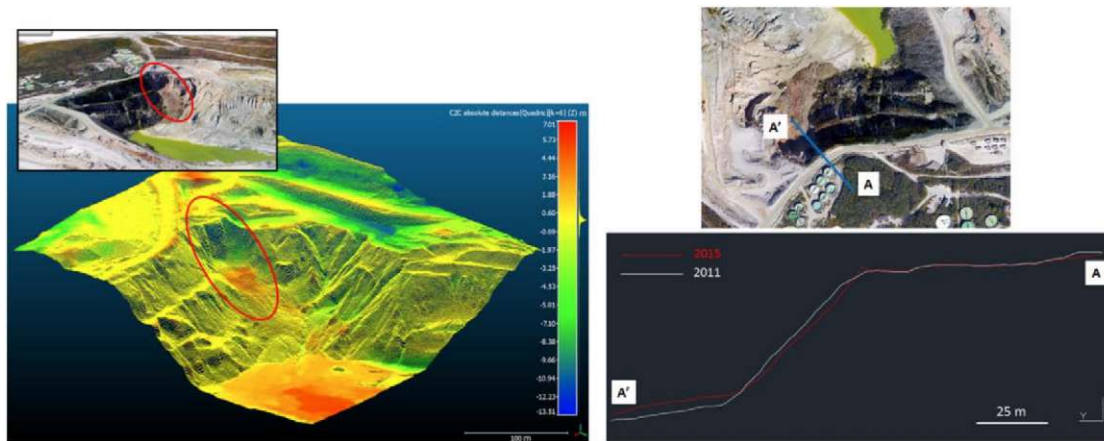 C2C absolute distances[Quadric][k=6] (Z) m
7.01
5.73
4.44
3.16
1.88
0.60
-0.69
-1.97
-3.25
-4.53
-5.81
-7.10
-8.38
-9.66
-10.94
-12.23
-13.51
100 m
A'
A
2015
2011
A
A'
25 m
Y